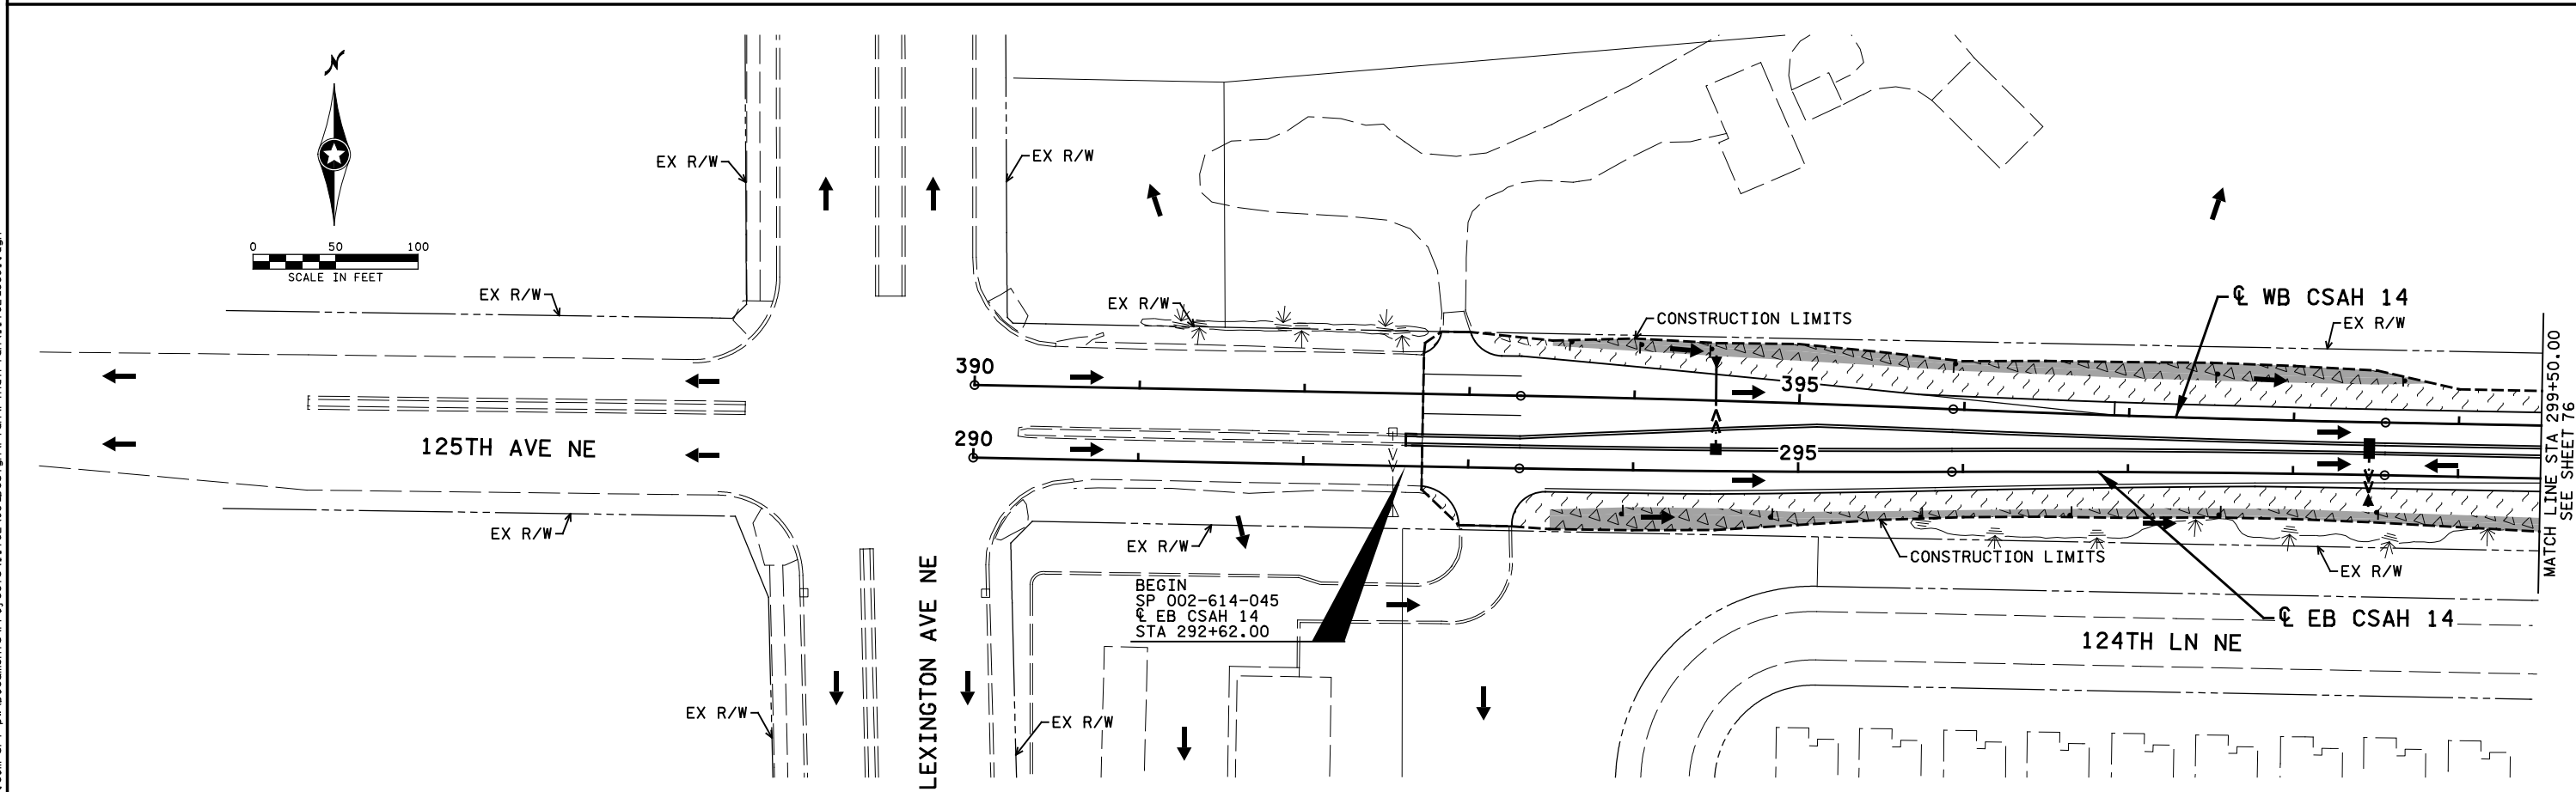 N
0 50 100
SCALE IN FEET
EX R/W
EX R/W
EX R/W
EX R/W
CONSTRUCTION LIMITS
℄ WB CSAH 14
EX R/W
390
395
290
295
125TH AVE NE
EX R/W
EX R/W
CONSTRUCTION LIMITS
EX R/W
MATCH LINE STA 299+50.00
SEE SHEET 76
BEGIN
SP 002-614-045
℄ EB CSAH 14
STA 292+62.00
℄ EB CSAH 14
124TH LN NE
LEXINGTON AVE NE
EX R/W
EX R/W